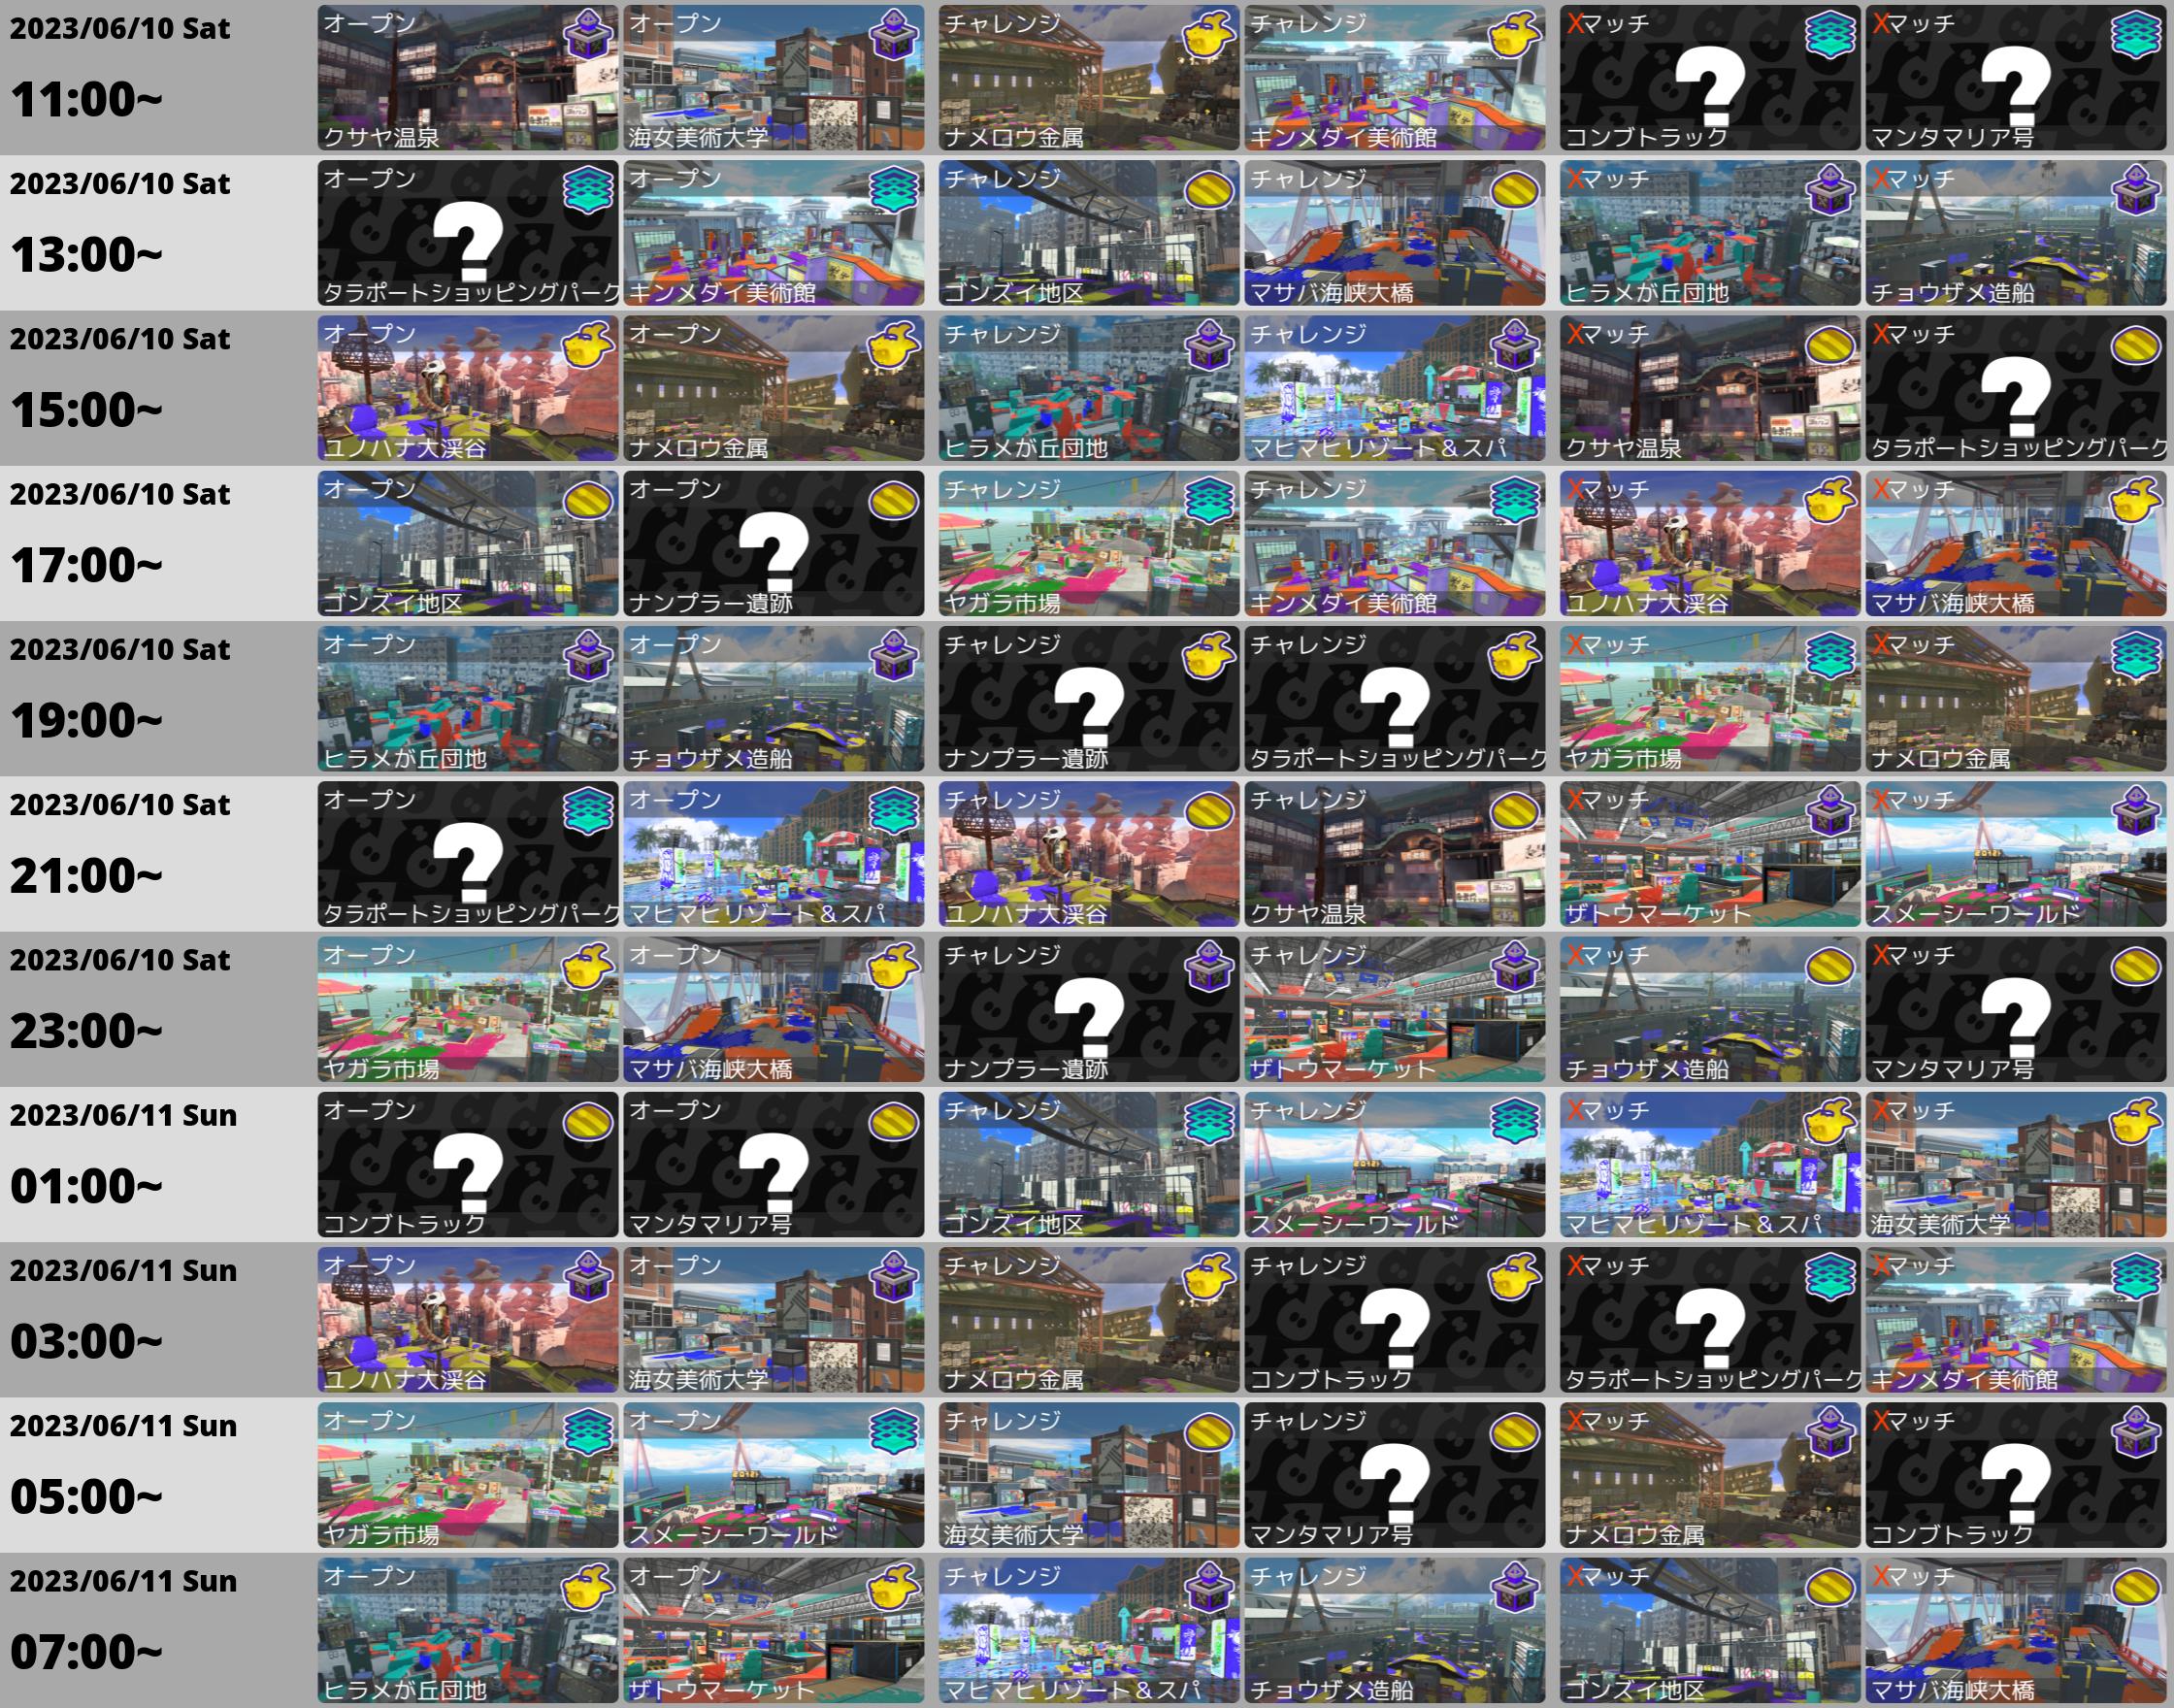 2023/06/10 Sat
11:00~
オープン オープン チャレンジ チャレンジ Xマッチ Xマッチ
クサヤ温泉 海女美術大学 ナメロウ金属 キンメダイ美術館 コンブトラック マンタマリア号
2023/06/10 Sat
13:00~
オープン オープン チャレンジ チャレンジ Xマッチ Xマッチ
タラポートショッピングパーク キンメダイ美術館 ゴンズイ地区 マサバ海峡大橋 ヒラメが丘団地 チョウザメ造船
2023/06/10 Sat
15:00~
オープン オープン チャレンジ チャレンジ Xマッチ Xマッチ
ユノハナ大渓谷 ナメロウ金属 ヒラメが丘団地 マヒマヒリゾート＆スパ クサヤ温泉 タラポートショッピングパーク
2023/06/10 Sat
17:00~
オープン オープン チャレンジ チャレンジ Xマッチ Xマッチ
ゴンズイ地区 ナンプラー遺跡 ヤガラ市場 キンメダイ美術館 ユノハナ大渓谷 マサバ海峡大橋
2023/06/10 Sat
19:00~
オープン オープン チャレンジ チャレンジ Xマッチ Xマッチ
ヒラメが丘団地 チョウザメ造船 ナンプラー遺跡 タラポートショッピングパーク ヤガラ市場 ナメロウ金属
2023/06/10 Sat
21:00~
オープン オープン チャレンジ チャレンジ Xマッチ Xマッチ
タラポートショッピングパーク マヒマヒリゾート＆スパ ユノハナ大渓谷 クサヤ温泉 ザトウマーケット スメーシーワールド
2023/06/10 Sat
23:00~
オープン オープン チャレンジ チャレンジ Xマッチ Xマッチ
ヤガラ市場 マサバ海峡大橋 ナンプラー遺跡 ザトウマーケット チョウザメ造船 マンタマリア号
2023/06/11 Sun
01:00~
オープン オープン チャレンジ チャレンジ Xマッチ Xマッチ
コンブトラック マンタマリア号 ゴンズイ地区 スメーシーワールド マヒマヒリゾート＆スパ 海女美術大学
2023/06/11 Sun
03:00~
オープン オープン チャレンジ チャレンジ Xマッチ Xマッチ
ユノハナ大渓谷 海女美術大学 ナメロウ金属 コンブトラック タラポートショッピングパーク キンメダイ美術館
2023/06/11 Sun
05:00~
オープン オープン チャレンジ チャレンジ Xマッチ Xマッチ
ヤガラ市場 スメーシーワールド 海女美術大学 マンタマリア号 ナメロウ金属 コンブトラック
2023/06/11 Sun
07:00~
オープン オープン チャレンジ チャレンジ Xマッチ Xマッチ
ヒラメが丘団地 ザトウマーケット マヒマヒリゾート＆スパ チョウザメ造船 ゴンズイ地区 マサバ海峡大橋